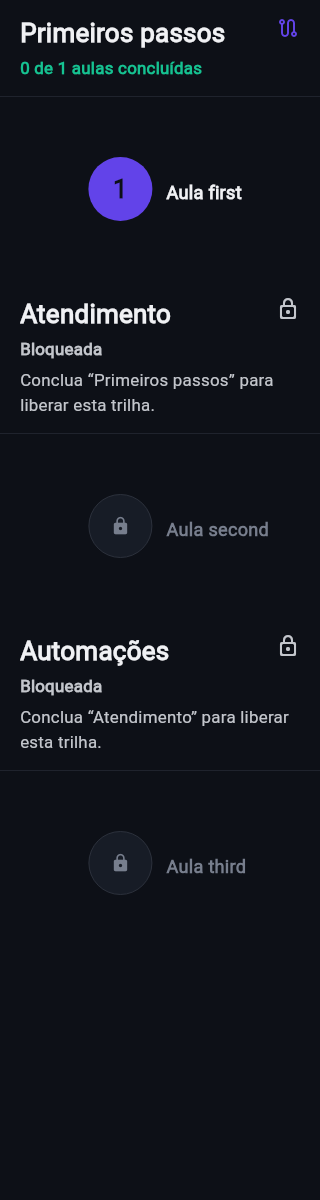 Primeiros passos
0 de 1 aulas concluídas
1
Aula first
Atendimento
Bloqueada
Conclua “Primeiros passos” para
liberar esta trilha.
Aula second
Automações
Bloqueada
Conclua “Atendimento” para liberar
esta trilha.
Aula third